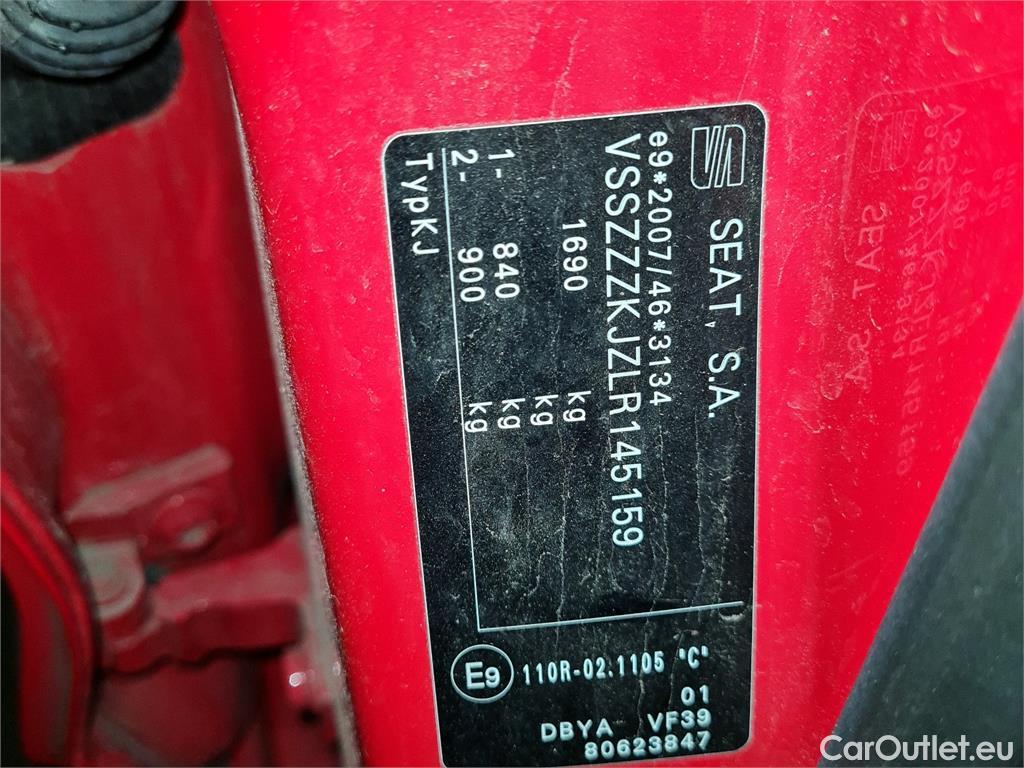 SEAT, S.A.
e9*2007/46*3134
VSSZZZKJZLR145159
1690 kg
kg
1- 840 kg
2- 900 kg
TypKJ
E9 110R-02.1105 "C"
01
DBYA VF39
80623847
CarOutlet.eu